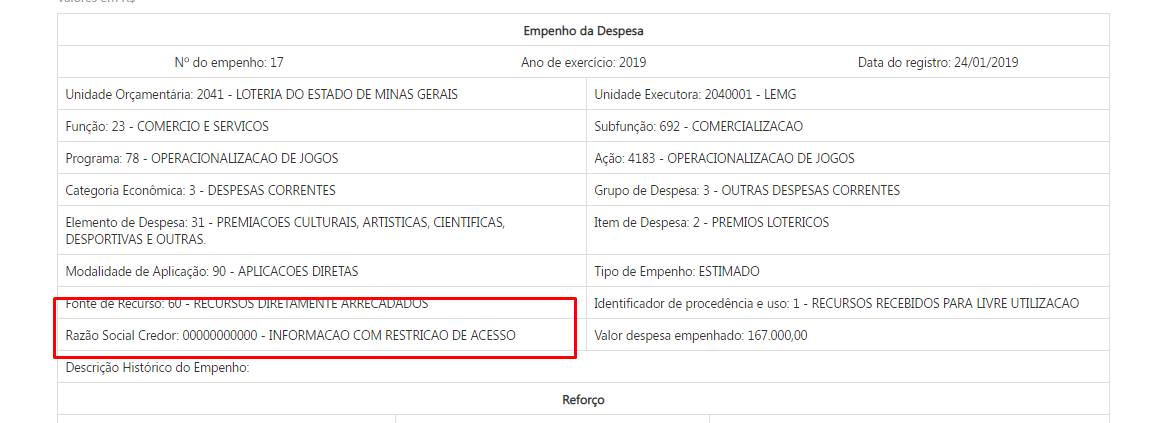 Valores em R$
Empenho da Despesa
Nº do empenho: 17 Ano de exercício: 2019 Data do registro: 24/01/2019
Unidade Orçamentária: 2041 - LOTERIA DO ESTADO DE MINAS GERAIS Unidade Executora: 2040001 - LEMG
Função: 23 - COMERCIO E SERVICOS Subfunção: 692 - COMERCIALIZACAO
Programa: 78 - OPERACIONALIZACAO DE JOGOS Ação: 4183 - OPERACIONALIZACAO DE JOGOS
Categoria Econômica: 3 - DESPESAS CORRENTES Grupo de Despesa: 3 - OUTRAS DESPESAS CORRENTES
Elemento de Despesa: 31 - PREMIACOES CULTURAIS, ARTISTICAS, CIENTIFICAS, Item de Despesa: 2 - PREMIOS LOTERICOS
DESPORTIVAS E OUTRAS.
Modalidade de Aplicação: 90 - APLICACOES DIRETAS Tipo de Empenho: ESTIMADO
Fonte de Recurso: 60 - RECURSOS DIRETAMENTE ARRECADADOS Identificador de procedência e uso: 1 - RECURSOS RECEBIDOS PARA LIVRE UTILIZACAO
Razão Social Credor: 00000000000 - INFORMACAO COM RESTRICAO DE ACESSO Valor despesa empenhado: 167.000,00
Descrição Histórico do Empenho:
Reforço